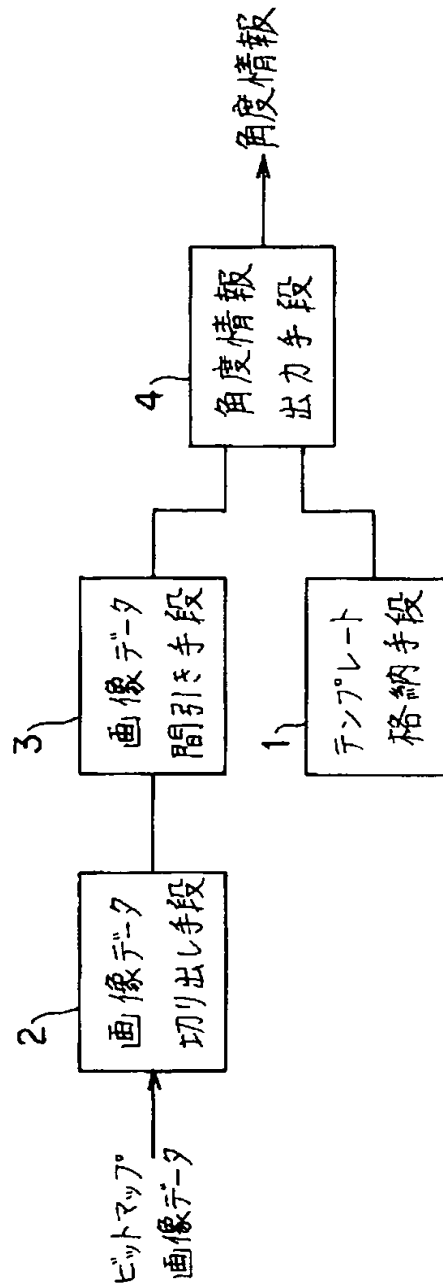 ビットマップ
画像データ
2
画像データ
切り出し手段
3
画像データ
間引き手段
1
テンプレート
格納手段
4
角度情報
出力手段
角度情報